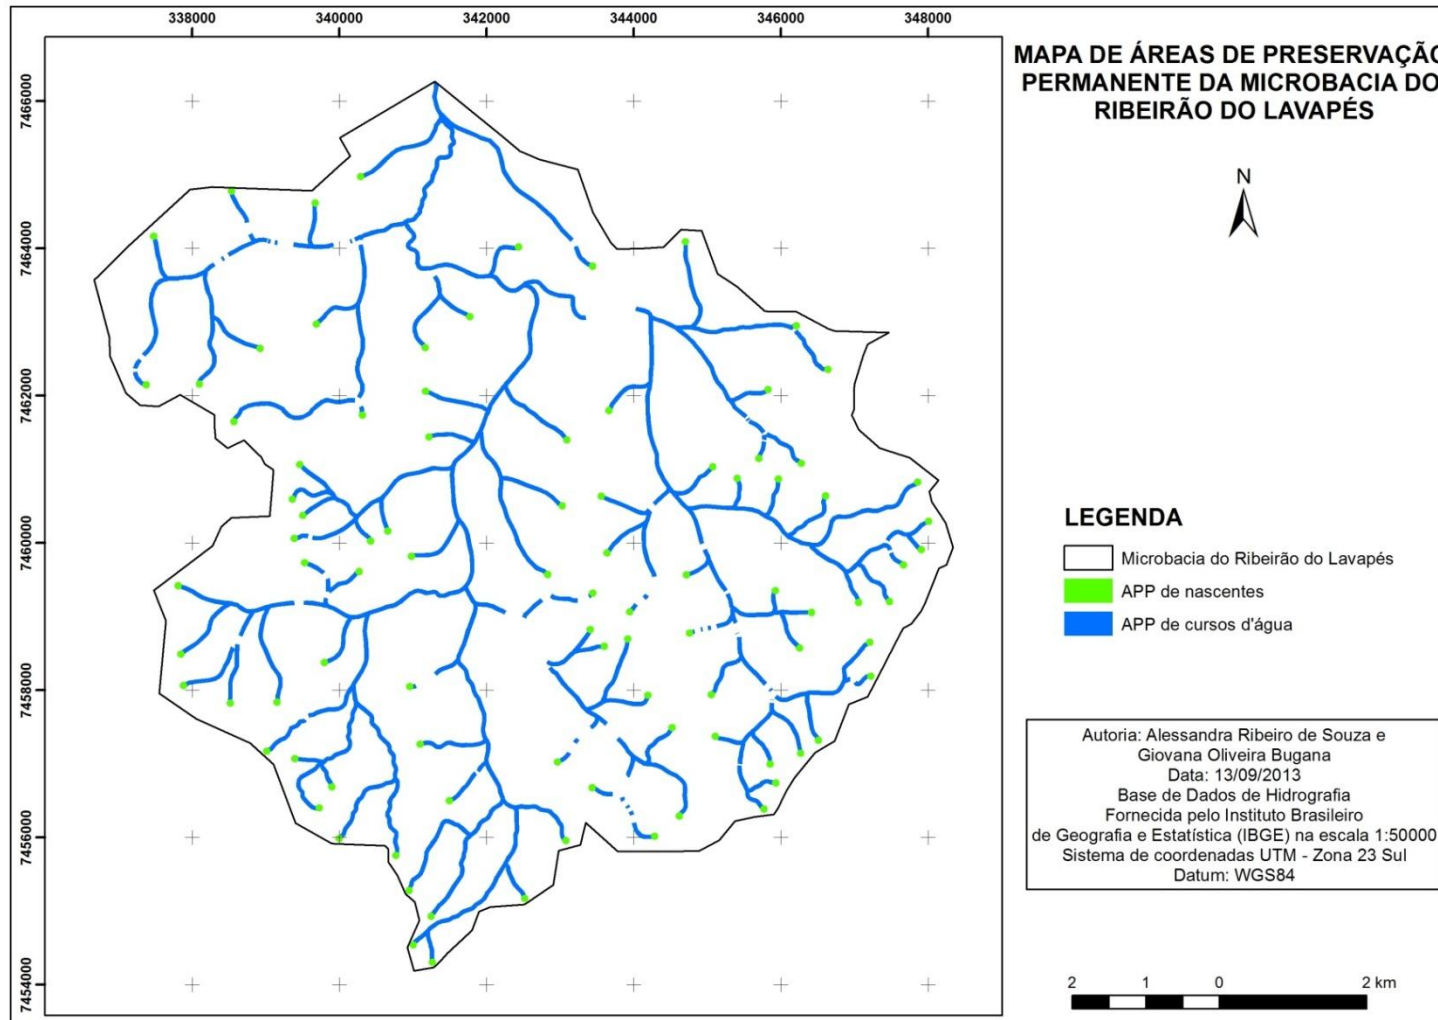 338000 340000 342000 344000 346000 348000
7466000
7464000
7462000
7460000
7458000
7456000
7454000
MAPA DE ÁREAS DE PRESERVAÇÃO
PERMANENTE DA MICROBACIA DO
RIBEIRÃO DO LAVAPÉS
N
LEGENDA
Microbacia do Ribeirão do Lavapés
APP de nascentes
APP de cursos d'água
Autoria: Alessandra Ribeiro de Souza e
Giovana Oliveira Bugana
Data: 13/09/2013
Base de Dados de Hidrografia
Fornecida pelo Instituto Brasileiro
de Geografia e Estatística (IBGE) na escala 1:50000
Sistema de coordenadas UTM - Zona 23 Sul
Datum: WGS84
2 1 0 2 km